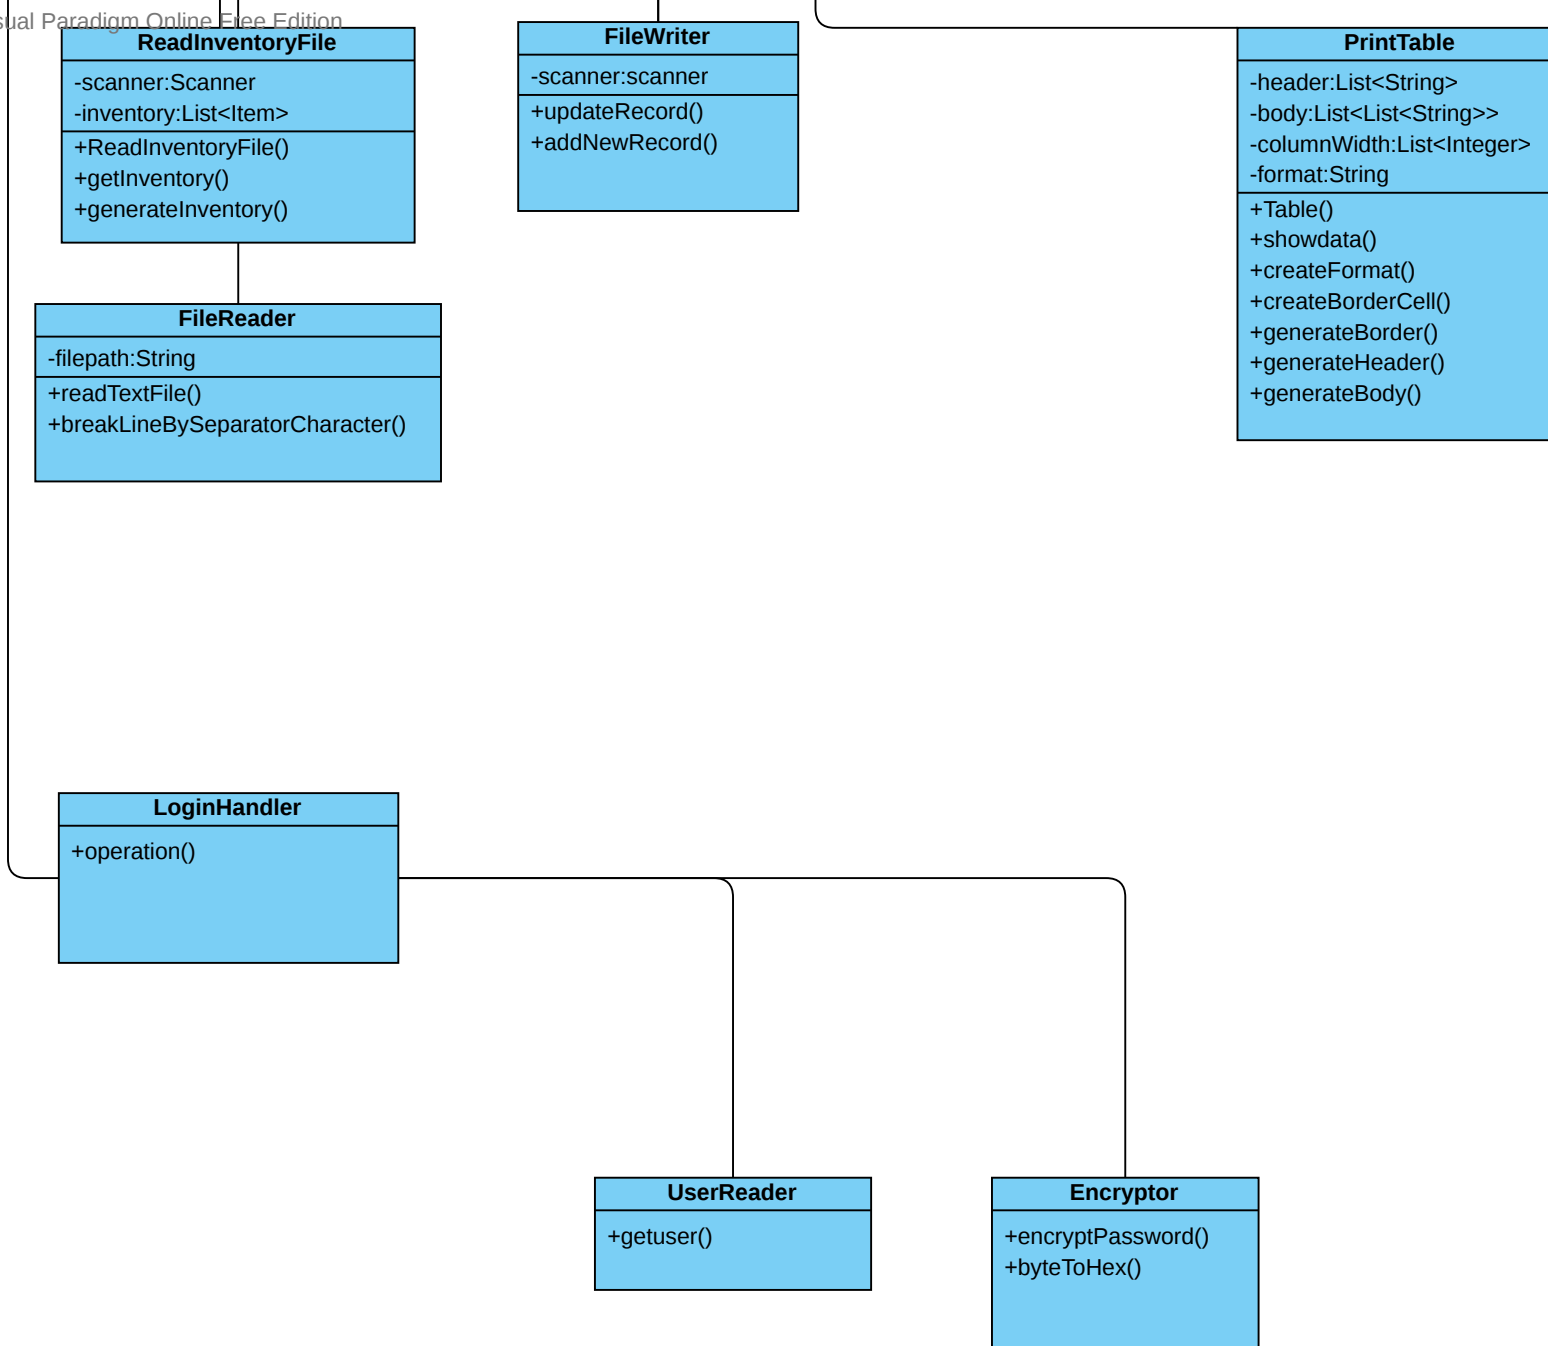 Paradigm Online Free Edition
ReadInventoryFile
-scanner:Scanner
-inventory:List<Item>
+ReadInventoryFile()
+getInventory()
+generateInventory()
FileWriter
-scanner:scanner
+updateRecord()
+addNewRecord()
PrintTable
-header:List<String>
-body:List<List<String>>
-columnWidth:List<Integer>
-format:String
+Table()
+showdata()
+createFormat()
+createBorderCell()
+generateBorder()
+generateHeader()
+generateBody()
FileReader
-filepath:String
+readTextFile()
+breakLineBySeparatorCharacter()
LoginHandler
+operation()
UserReader
+getuser()
Encryptor
+encryptPassword()
+byteToHex()